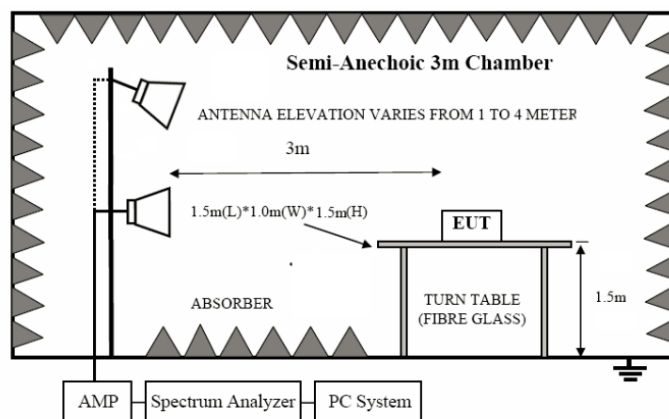 Semi-Anechoic 3m Chamber
ANTENNA ELEVATION VARIES FROM 1 TO 4 METER
3m
1.5m(L)*1.0m(W)*1.5m(H)
EUT
ABSORBER
TURN TABLE
(FIBRE GLASS)
1.5m
AMP
Spectrum Analyzer
PC System